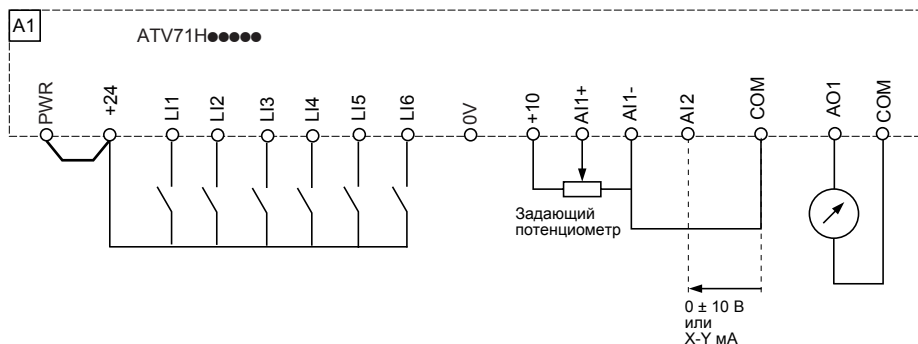 A1
ATV71H●●●●●
PWR
+24
LI1
LI2
LI3
LI4
LI5
LI6
0V
+10
AI1+
AI1-
AI2
COM
AO1
COM
Задающий
потенциометр
0 ± 10 В
или
X-Y мА